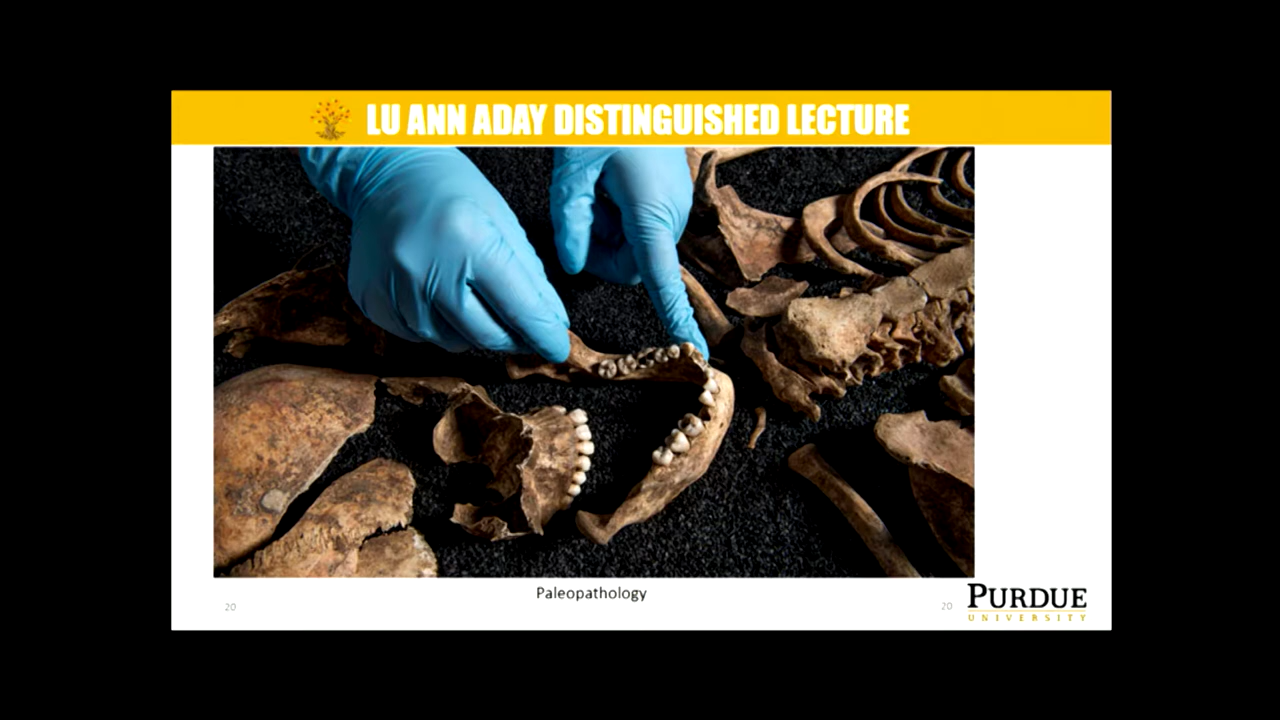 LU ANN ADAY DISTINGUISHED LECTURE
Paleopathology
20
20
PURDUE
UNIVERSITY